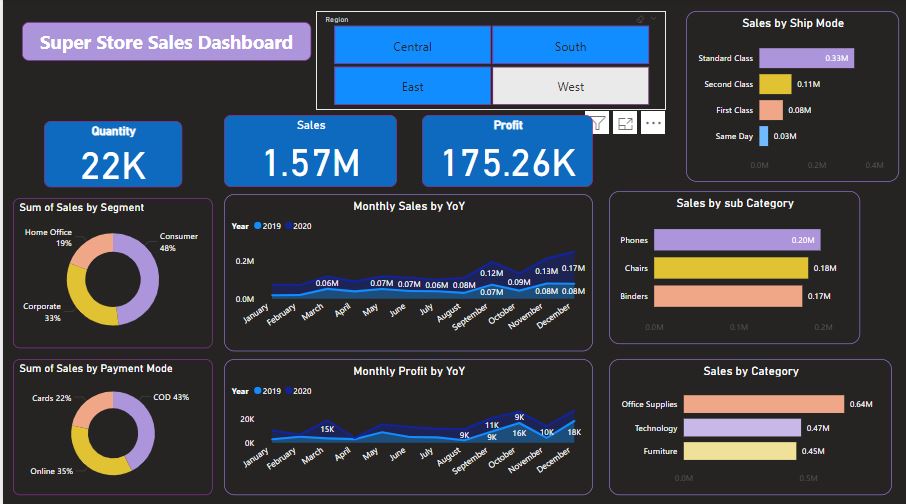 Super Store Sales Dashboard
Region
Central
South
East
West
Sales by Ship Mode
Standard Class
0.33M
Second Class
0.11M
First Class
0.08M
Same Day
0.03M
0.0M 0.2M 0.4M
Quantity
22K
Sales
1.57M
Profit
175.26K
Sum of Sales by Segment
Home Office
19%
Consumer
48%
Corporate
33%
Monthly Sales by YoY
Year 2019 2020
0.2M
0.0M
0.06M 0.07M 0.07M 0.06M 0.08M 0.12M 0.09M 0.13M 0.17M
0.07M 0.08M 0.08M
January February March April May June July August September October November December
Sales by sub Category
Phones
0.20M
Chairs
0.18M
Binders
0.17M
0.0M 0.1M 0.2M
Sum of Sales by Payment Mode
Cards 22%
COD 43%
Online 35%
Monthly Profit by YoY
Year 2019 2020
20K
0K
15K 9K 11K 9K 10K
9K 16K 18K
January February March April May June July August September October November December
Sales by Category
Office Supplies
0.64M
Technology
0.47M
Furniture
0.45M
0.0M 0.5M